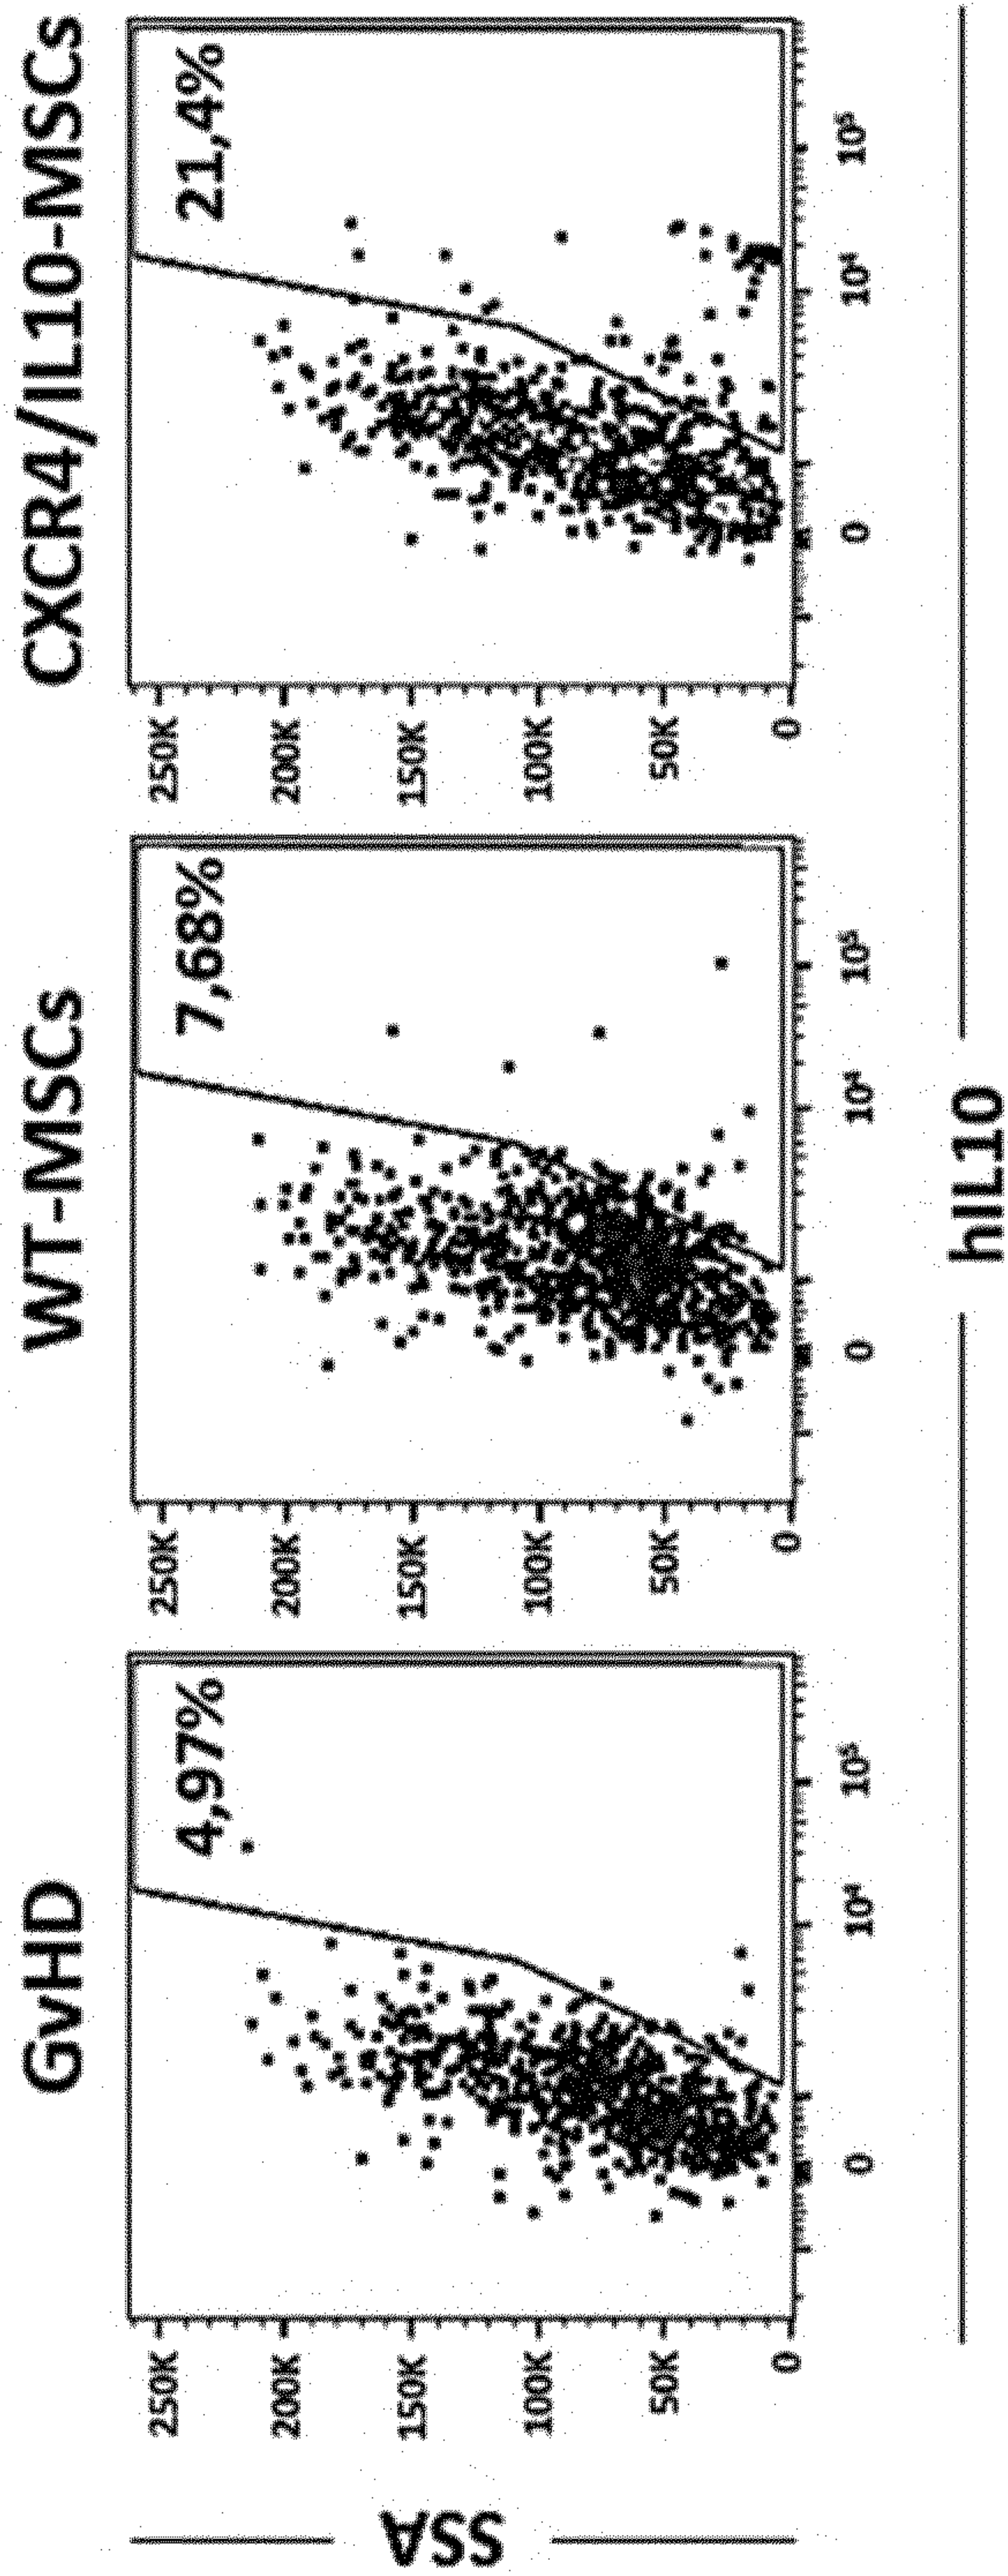 GvHD
WT-MSCs
CXCR4/IL10-MSCs
SSA
250K
200K
150K
100K
50K
0
4,97%
0
10⁴
10⁵
250K
200K
150K
100K
50K
0
7,68%
0
10⁴
10⁵
250K
200K
150K
100K
50K
0
21,4%
0
10⁴
10⁵
hIL10